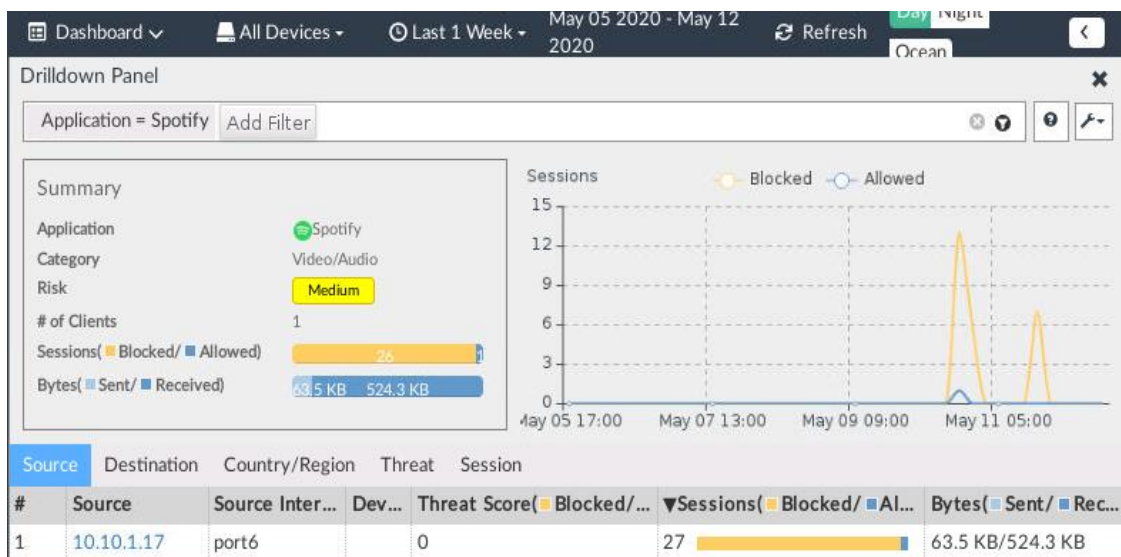 Dashboard All Devices Last 1 Week May 05 2020 - May 12 2020 Refresh Day Night Ocean
Drilldown Panel
Application = Spotify Add Filter
Summary
Application Spotify
Category Video/Audio
Risk Medium
# of Clients 1
Sessions( Blocked/ Allowed) 26 1
Bytes( Sent/ Received) 63.5 KB 524.3 KB
Sessions Blocked Allowed
15
12
9
6
3
0
May 05 17:00 May 07 13:00 May 09 09:00 May 11 05:00
Source Destination Country/Region Threat Session
# Source Source Inter... Dev... Threat Score( Blocked/... ▼Sessions( Blocked/ Al... Bytes( Sent/ Rec...
1 10.10.1.17 port6 0 27 63.5 KB/524.3 KB